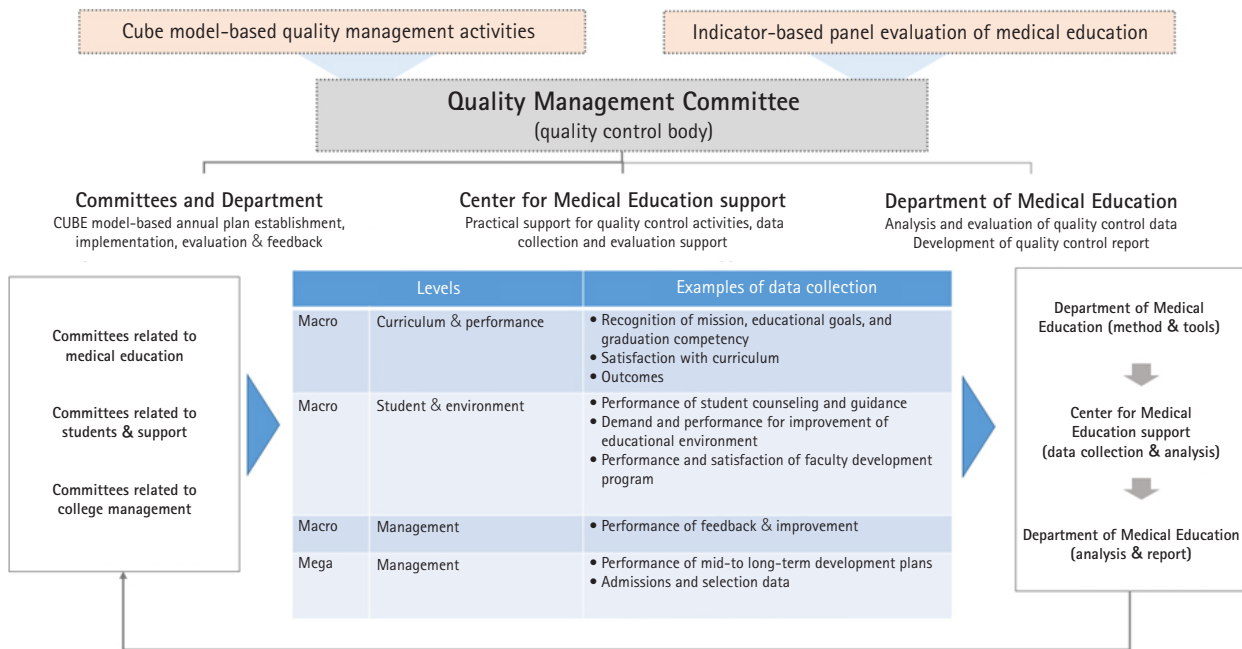 Cube model-based quality management activities
Indicator-based panel evaluation of medical education
Quality Management Committee
(quality control body)
Committees and Department
CUBE model-based annual plan establishment,
implementation, evaluation & feedback
Center for Medical Education support
Practical support for quality control activities, data
collection and evaluation support
Department of Medical Education
Analysis and evaluation of quality control data
Development of quality control report
Committees related to
medical education
Committees related to
students & support
Committees related to
college management
Levels
Examples of data collection
Macro
Curriculum & performance
• Recognition of mission, educational goals, and
graduation competency
• Satisfaction with curriculum
• Outcomes
Macro
Student & environment
• Performance of student counseling and guidance
• Demand and performance for improvement of
educational environment
• Performance and satisfaction of faculty development
program
Macro
Management
• Performance of feedback & improvement
Mega
Management
• Performance of mid-to long-term development plans
• Admissions and selection data
Department of Medical
Education (method & tools)
Center for Medical
Education support
(data collection & analysis)
Department of Medical Education
(analysis & report)